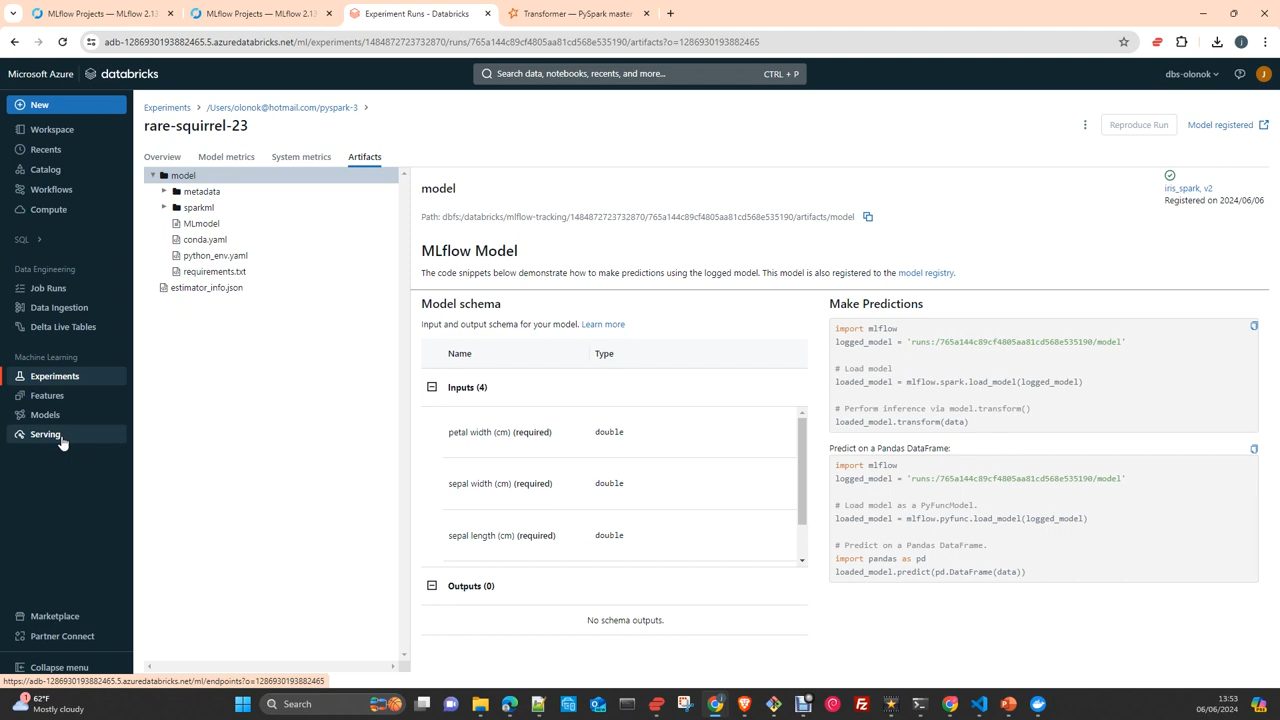 MLflow Projects — MLflow 2.13
MLflow Projects — MLflow 2.13
Experiment Runs - Databricks
Transformer — PySpark master
adb-1286930193882465.5.azuredatabricks.net/ml/experiments/1484872723732870/runs/765a144c89cf4805aa81cd568e535190/artifacts?o=1286930193882465
Microsoft Azure databricks
Search data, notebooks, recents, and more... CTRL + P
dbs-olonok J
New
Workspace
Recents
Catalog
Workflows
Compute
SQL
Data Engineering
Job Runs
Data Ingestion
Delta Live Tables
Machine Learning
Experiments
Features
Models
Serving
Marketplace
Partner Connect
Collapse menu
Experiments > /Users/olonok@hotmail.com/pyspark-3 >
rare-squirrel-23
Reproduce Run
Model registered
Overview Model metrics System metrics Artifacts
model
metadata
sparkml
MLmodel
conda.yaml
python_env.yaml
requirements.txt
estimator_info.json
model
iris_spark, v2
Registered on 2024/06/06
Path: dbfs:/databricks/mlflow-tracking/1484872723732870/765a144c89cf4805aa81cd568e535190/artifacts/model
MLflow Model
The code snippets below demonstrate how to make predictions using the logged model. This model is also registered to the model registry.
Model schema
Input and output schema for your model. Learn more
Name Type
Inputs (4)
petal width (cm) (required) double
sepal width (cm) (required) double
sepal length (cm) (required) double
Outputs (0)
No schema outputs.
Make Predictions
import mlflow
logged_model = 'runs:/765a144c89cf4805aa81cd568e535190/model'
# Load model
loaded_model = mlflow.spark.load_model(logged_model)
# Perform inference via model.transform()
loaded_model.transform(data)
Predict on a Pandas DataFrame:
import mlflow
logged_model = 'runs:/765a144c89cf4805aa81cd568e535190/model'
# Load model as a PyFuncModel.
loaded_model = mlflow.pyfunc.load_model(logged_model)
# Predict on a Pandas DataFrame.
import pandas as pd
loaded_model.predict(pd.DataFrame(data))
https://adb-1286930193882465.5.azuredatabricks.net/ml/endpoints?o=1286930193882465
62°F
Mostly cloudy
Search
13:53
06/06/2024